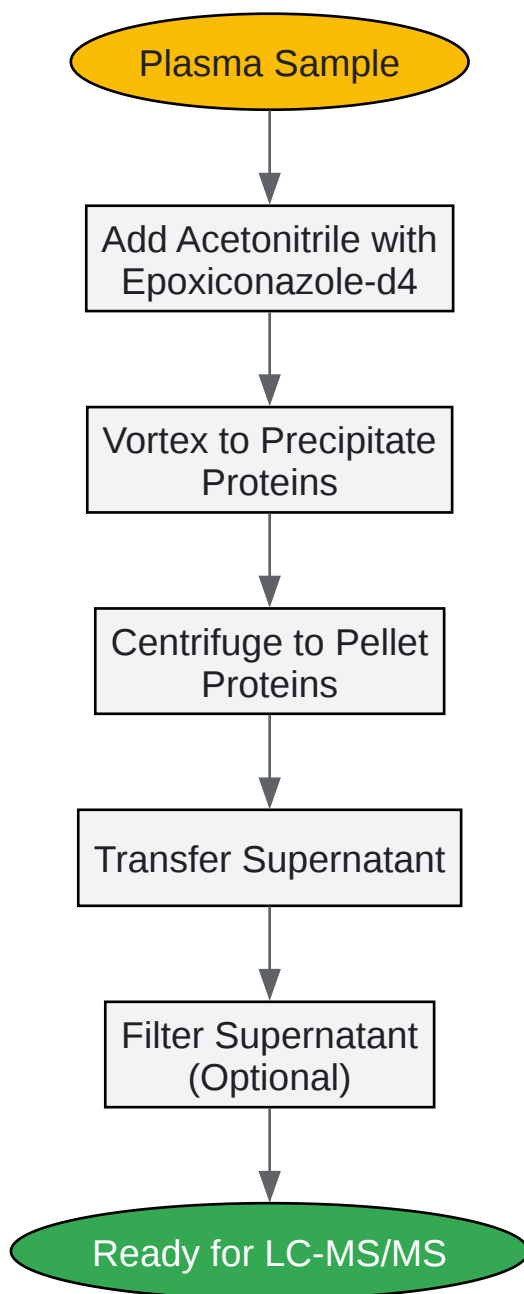 Plasma Sample
Add Acetonitrile with
Epoxiconazole-d4
Vortex to Precipitate
Proteins
Centrifuge to Pellet
Proteins
Transfer Supernatant
Filter Supernatant
(Optional)
Ready for LC-MS/MS